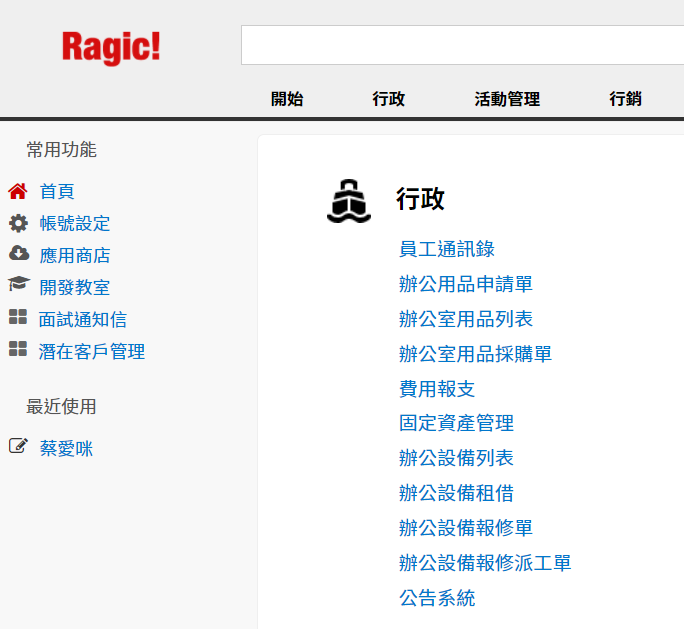 Ragic!
開始 行政 活動管理 行銷
常用功能
首頁
帳號設定
應用商店
開發教室
面試通知信
潛在客戶管理
最近使用
蔡愛咪
行政
員工通訊錄
辦公用品申請單
辦公室用品列表
辦公室用品採購單
費用報支
固定資產管理
辦公設備列表
辦公設備租借
辦公設備報修單
辦公設備報修派工單
公告系統